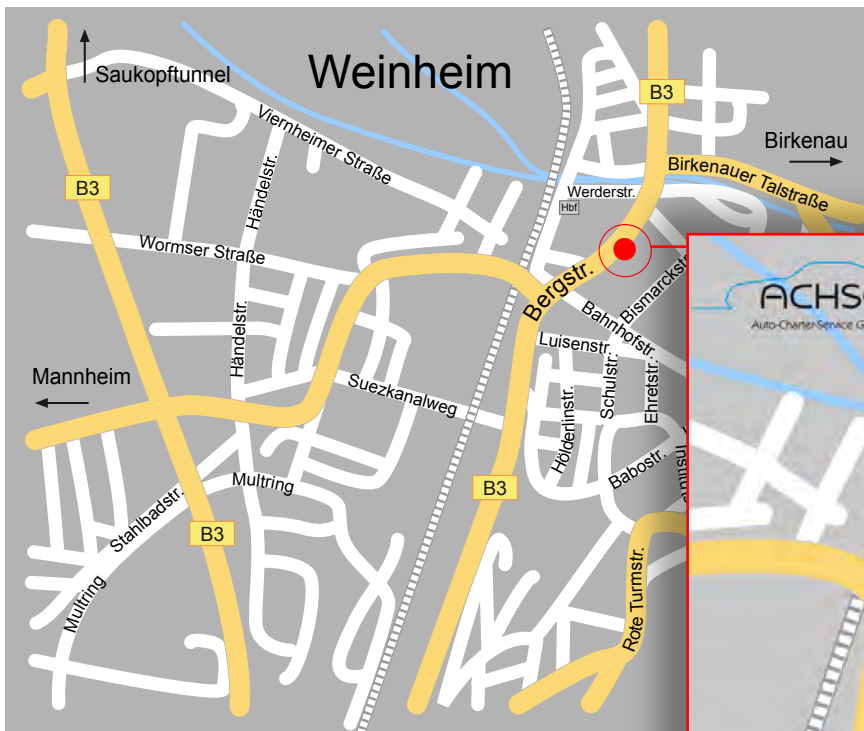 Weinheim
Saukopftunnel
B3
Birkenau
Viernheimer Straße
Birkenauer Talstraße
Werderstr.
Hbf
B3
Händelstr.
Wormser Straße
Bergstr.
Bismarckstr.
Bahnhofstr.
Händelstr.
Luisenstr.
Mannheim
Suezkanalweg
Schulstr.
Ehretstr.
Hölderlinstr.
Babostr.
Multring
B3
Stahlbadstr.
B3
Multring
Rote Turmstr.
Auto-Charter-Service G